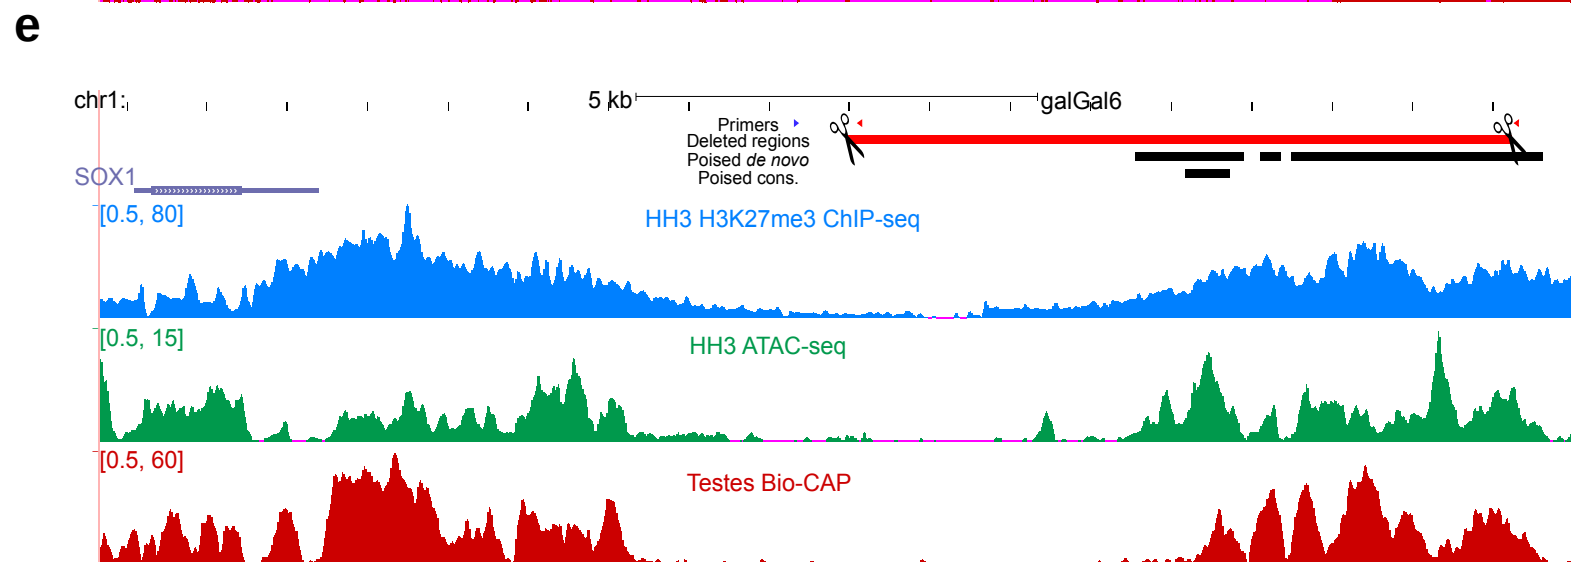 e
chr1:
5 kb
galGal6
Primers
Deleted regions
Poised de novo
Poised cons.
SOX1
[0.5, 80]
HH3 H3K27me3 ChIP-seq
[0.5, 15]
HH3 ATAC-seq
[0.5, 60]
Testes Bio-CAP